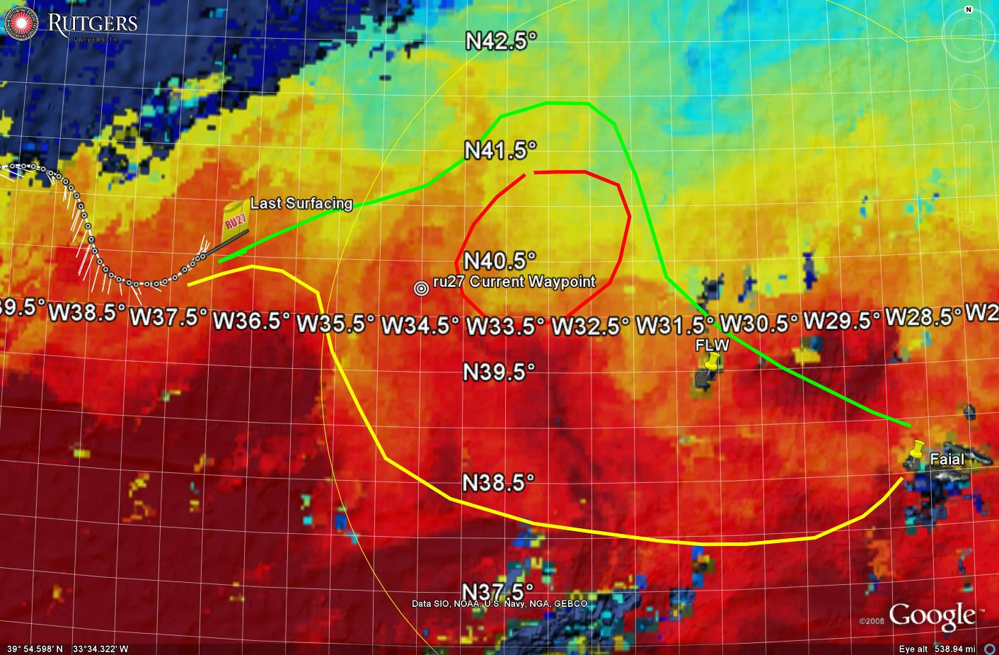 N
RUTGERS
UNIVERSITY
N42.5°
N41.5°
Last Surfacing
RU27
N40.5°
ru27 Current Waypoint
39.5° W38.5° W37.5° W36.5° W35.5° W34.5° W33.5° W32.5° W31.5° W30.5° W29.5° W28.5° W2
FLW
N39.5°
Faial
N38.5°
N37.5°
Data SIO, NOAA, U.S. Navy, NGA, GEBCO
©2008 Google™
39° 54.598' N 33°34.322' W
Eye alt 538.94 mi